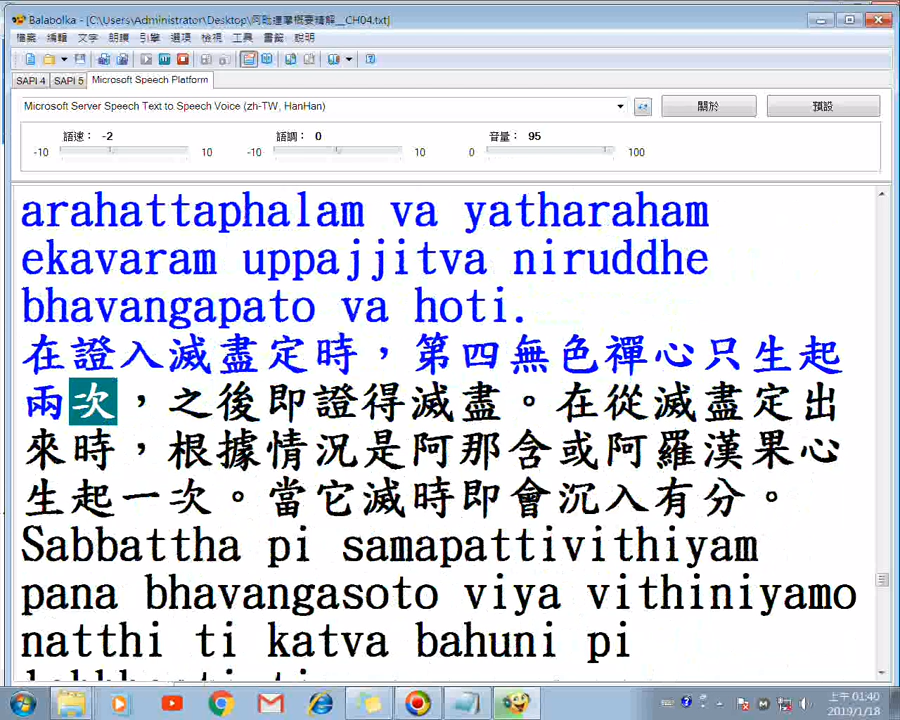 Balabolka - [C:\Users\Administrator\Desktop\阿毗達摩概要精解__CH04.txt]
檔案 編輯 文字 朗讀 引擎 選項 檢視 工具 書籤 說明
SAPI 4 SAPI 5 Microsoft Speech Platform
Microsoft Server Speech Text to Speech Voice (zh-TW, HanHan) 關於 預設
語速： -2 語調： 0 音量： 95
-10 10 -10 10 0 100
arahattaphalam va yatharaham
ekavaram uppajjitva niruddhe
bhavangapato va hoti.
在證入滅盡定時，第四無色禪心只生起
兩次，之後即證得滅盡。在從滅盡定出
來時，根據情況是阿那含或阿羅漢果心
生起一次。當它滅時即會沉入有分。
Sabbattha pi samapattivithiyam
pana bhavangasoto viya vithiniyamo
natthi ti katva bahuni pi
上午 01:40
2019/1/18